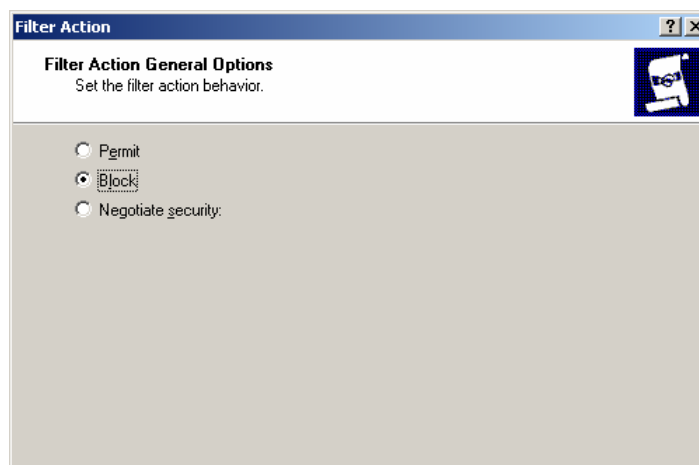 Filter Action
Filter Action General Options
Set the filter action behavior.
Permit
Block
Negotiate security: